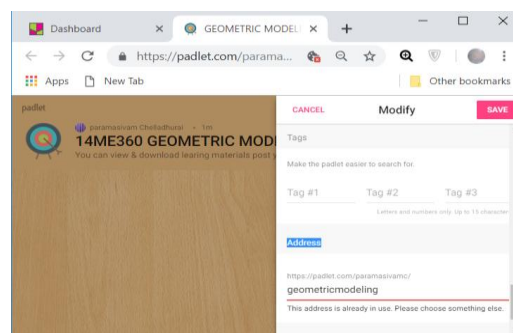 Dashboard
GEOMETRIC MODEL
https://padlet.com/parama...
Apps
New Tab
Other bookmarks
padlet
paramasivam Chelladhurai • 1m
14ME360 GEOMETRIC MODI
You can view & download learing materials post y
CANCEL
Modify
SAVE
Tags
Make the padlet easier to search for.
Tag #1
Tag #2
Tag #3
Letters and numbers only. Up to 15 character
Address
https://padlet.com/paramasivamc/
geometricmodeling
This address is already in use. Please choose something else.